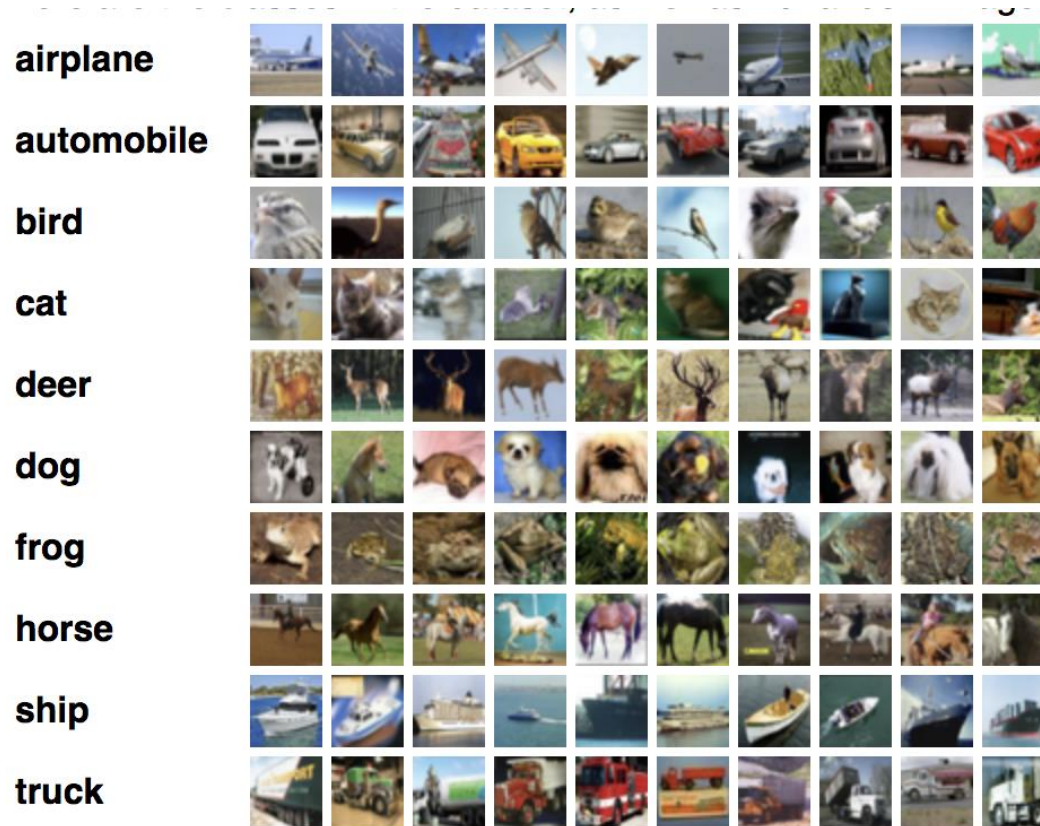 airplane
automobile
bird
cat
deer
dog
frog
horse
ship
truck